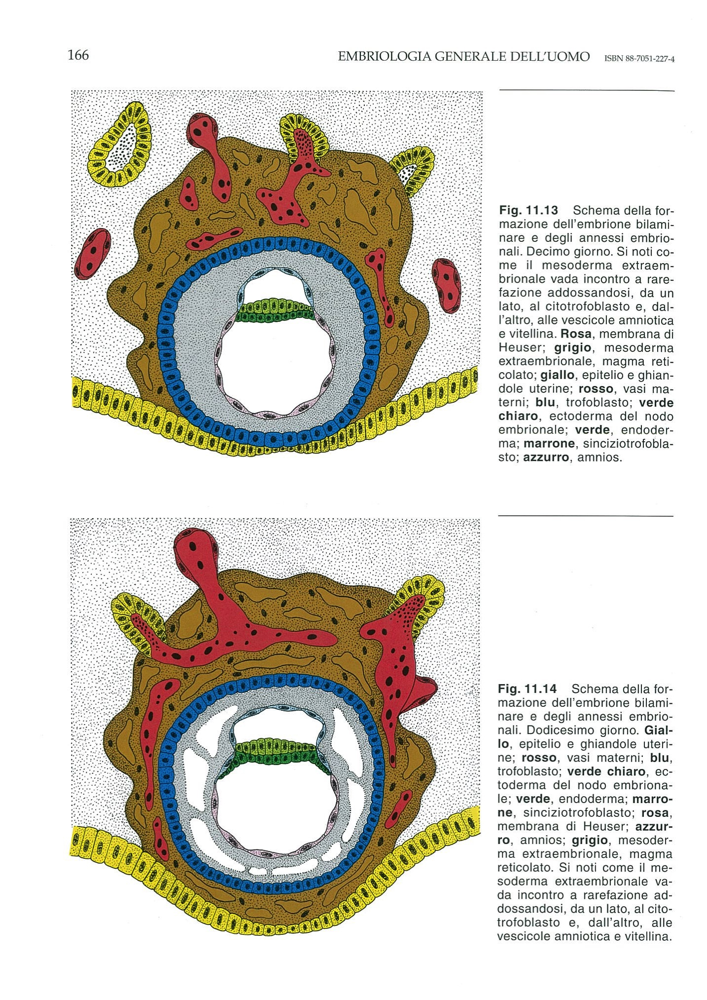 166
EMBRIOLOGIA GENERALE DELL'UOMO ISBN 88-7051-227-4
Fig. 11.13 Schema della for-
mazione dell'embrione bilami-
nare e degli annessi embrio-
nali. Decimo giorno. Si noti co-
me il mesoderma extraem-
brionale vada incontro a rare-
fazione addossandosi, da un
lato, al citotrofoblasto e, dal-
l'altro, alle vescicole amniotica
e vitellina. Rosa, membrana di
Heuser; grigio, mesoderma
extraembrionale, magma reti-
colato; giallo, epitelio e ghian-
dole uterine; rosso, vasi ma-
terni; blu, trofoblasto; verde
chiaro, ectoderma del nodo
embrionale; verde, endoder-
ma; marrone, sinciziotrofobla-
sto; azzurro, amnios.
Fig. 11.14 Schema della for-
mazione dell'embrione bilami-
nare e degli annessi embrio-
nali. Dodicesimo giorno. Gial-
lo, epitelio e ghiandole uteri-
ne; rosso, vasi materni; blu,
trofoblasto; verde chiaro, ec-
toderma del nodo embriona-
le; verde, endoderma; marro-
ne, sinciziotrofoblasto; rosa,
membrana di Heuser; azzur-
ro, amnios; grigio, mesoder-
ma extraembrionale, magma
reticolato. Si noti come il me-
soderma extraembrionale va-
da incontro a rarefazione ad-
dossandosi, da un lato, al cito-
trofoblasto e, dall'altro, alle
vescicole amniotica e vitellina.